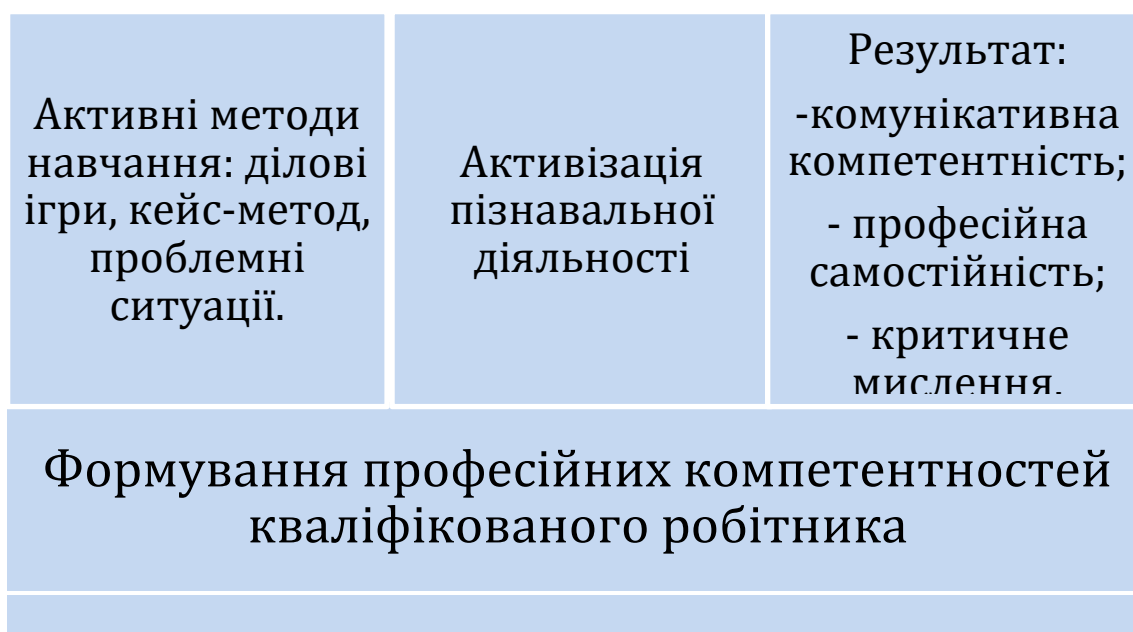 Активні методи
навчання: ділові
ігри, кейс-метод,
проблемні
ситуації.
Активізація
пізнавальної
діяльності
Результат:
-комунікативна
компетентність;
- професійна
самостійність;
- критичне
мислення.
Формування професійних компетентностей
кваліфікованого робітника